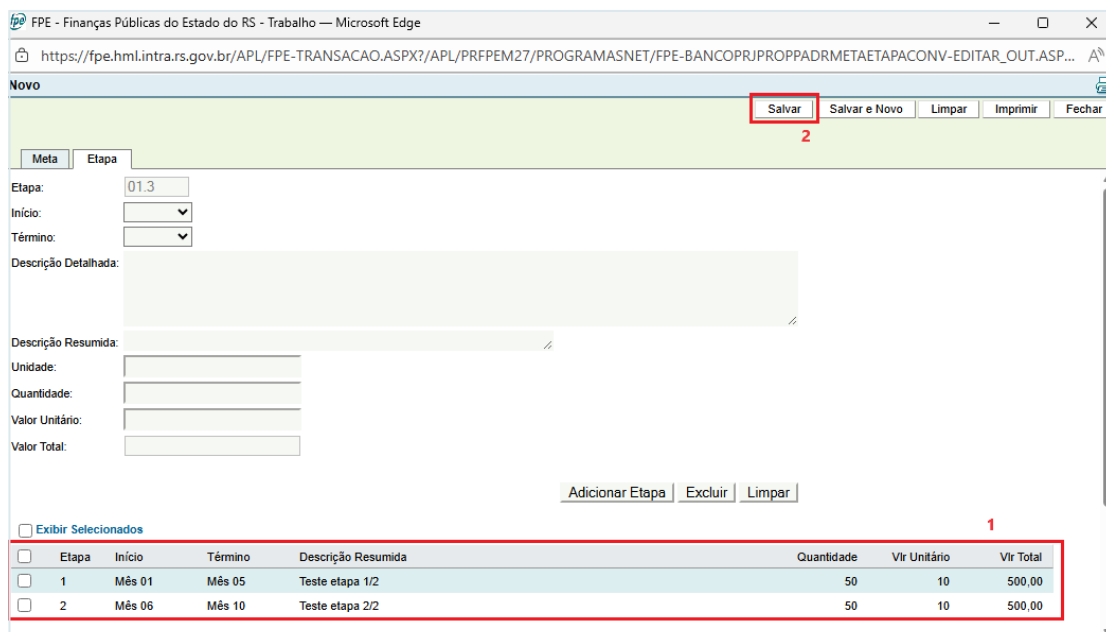 fpe FPE - Finanças Públicas do Estado do RS - Trabalho — Microsoft Edge
https://fpe.hml.intra.rs.gov.br/APL/FPE-TRANSACAO.ASPX?/APL/PRFPEM27/PROGRAMASNET/FPE-BANCOPRJPROPPADRMETAETAPACONV-EDITAR_OUT.ASP... A
Novo
Salvar Salvar e Novo Limpar Imprimir Fechar
2
Meta Etapa
Etapa: 01.3
Início:
Término:
Descrição Detalhada:
Descrição Resumida:
Unidade:
Quantidade:
Valor Unitário:
Valor Total:
Adicionar Etapa Excluir Limpar
Exibir Selecionados 1
Etapa Início Término Descrição Resumida Quantidade Vlr Unitário Vlr Total
1 Mês 01 Mês 05 Teste etapa 1/2 50 10 500,00
2 Mês 06 Mês 10 Teste etapa 2/2 50 10 500,00